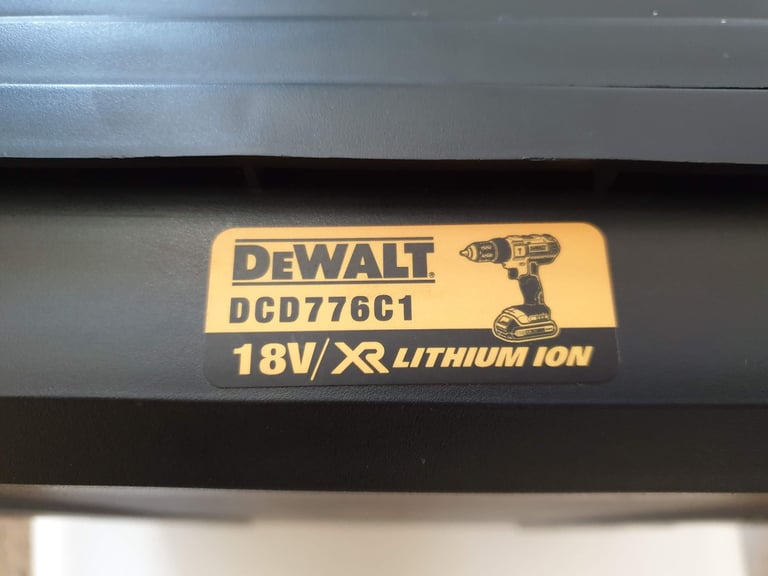 DEWALT
DCD776C1
18V/XR LITHIUM ION